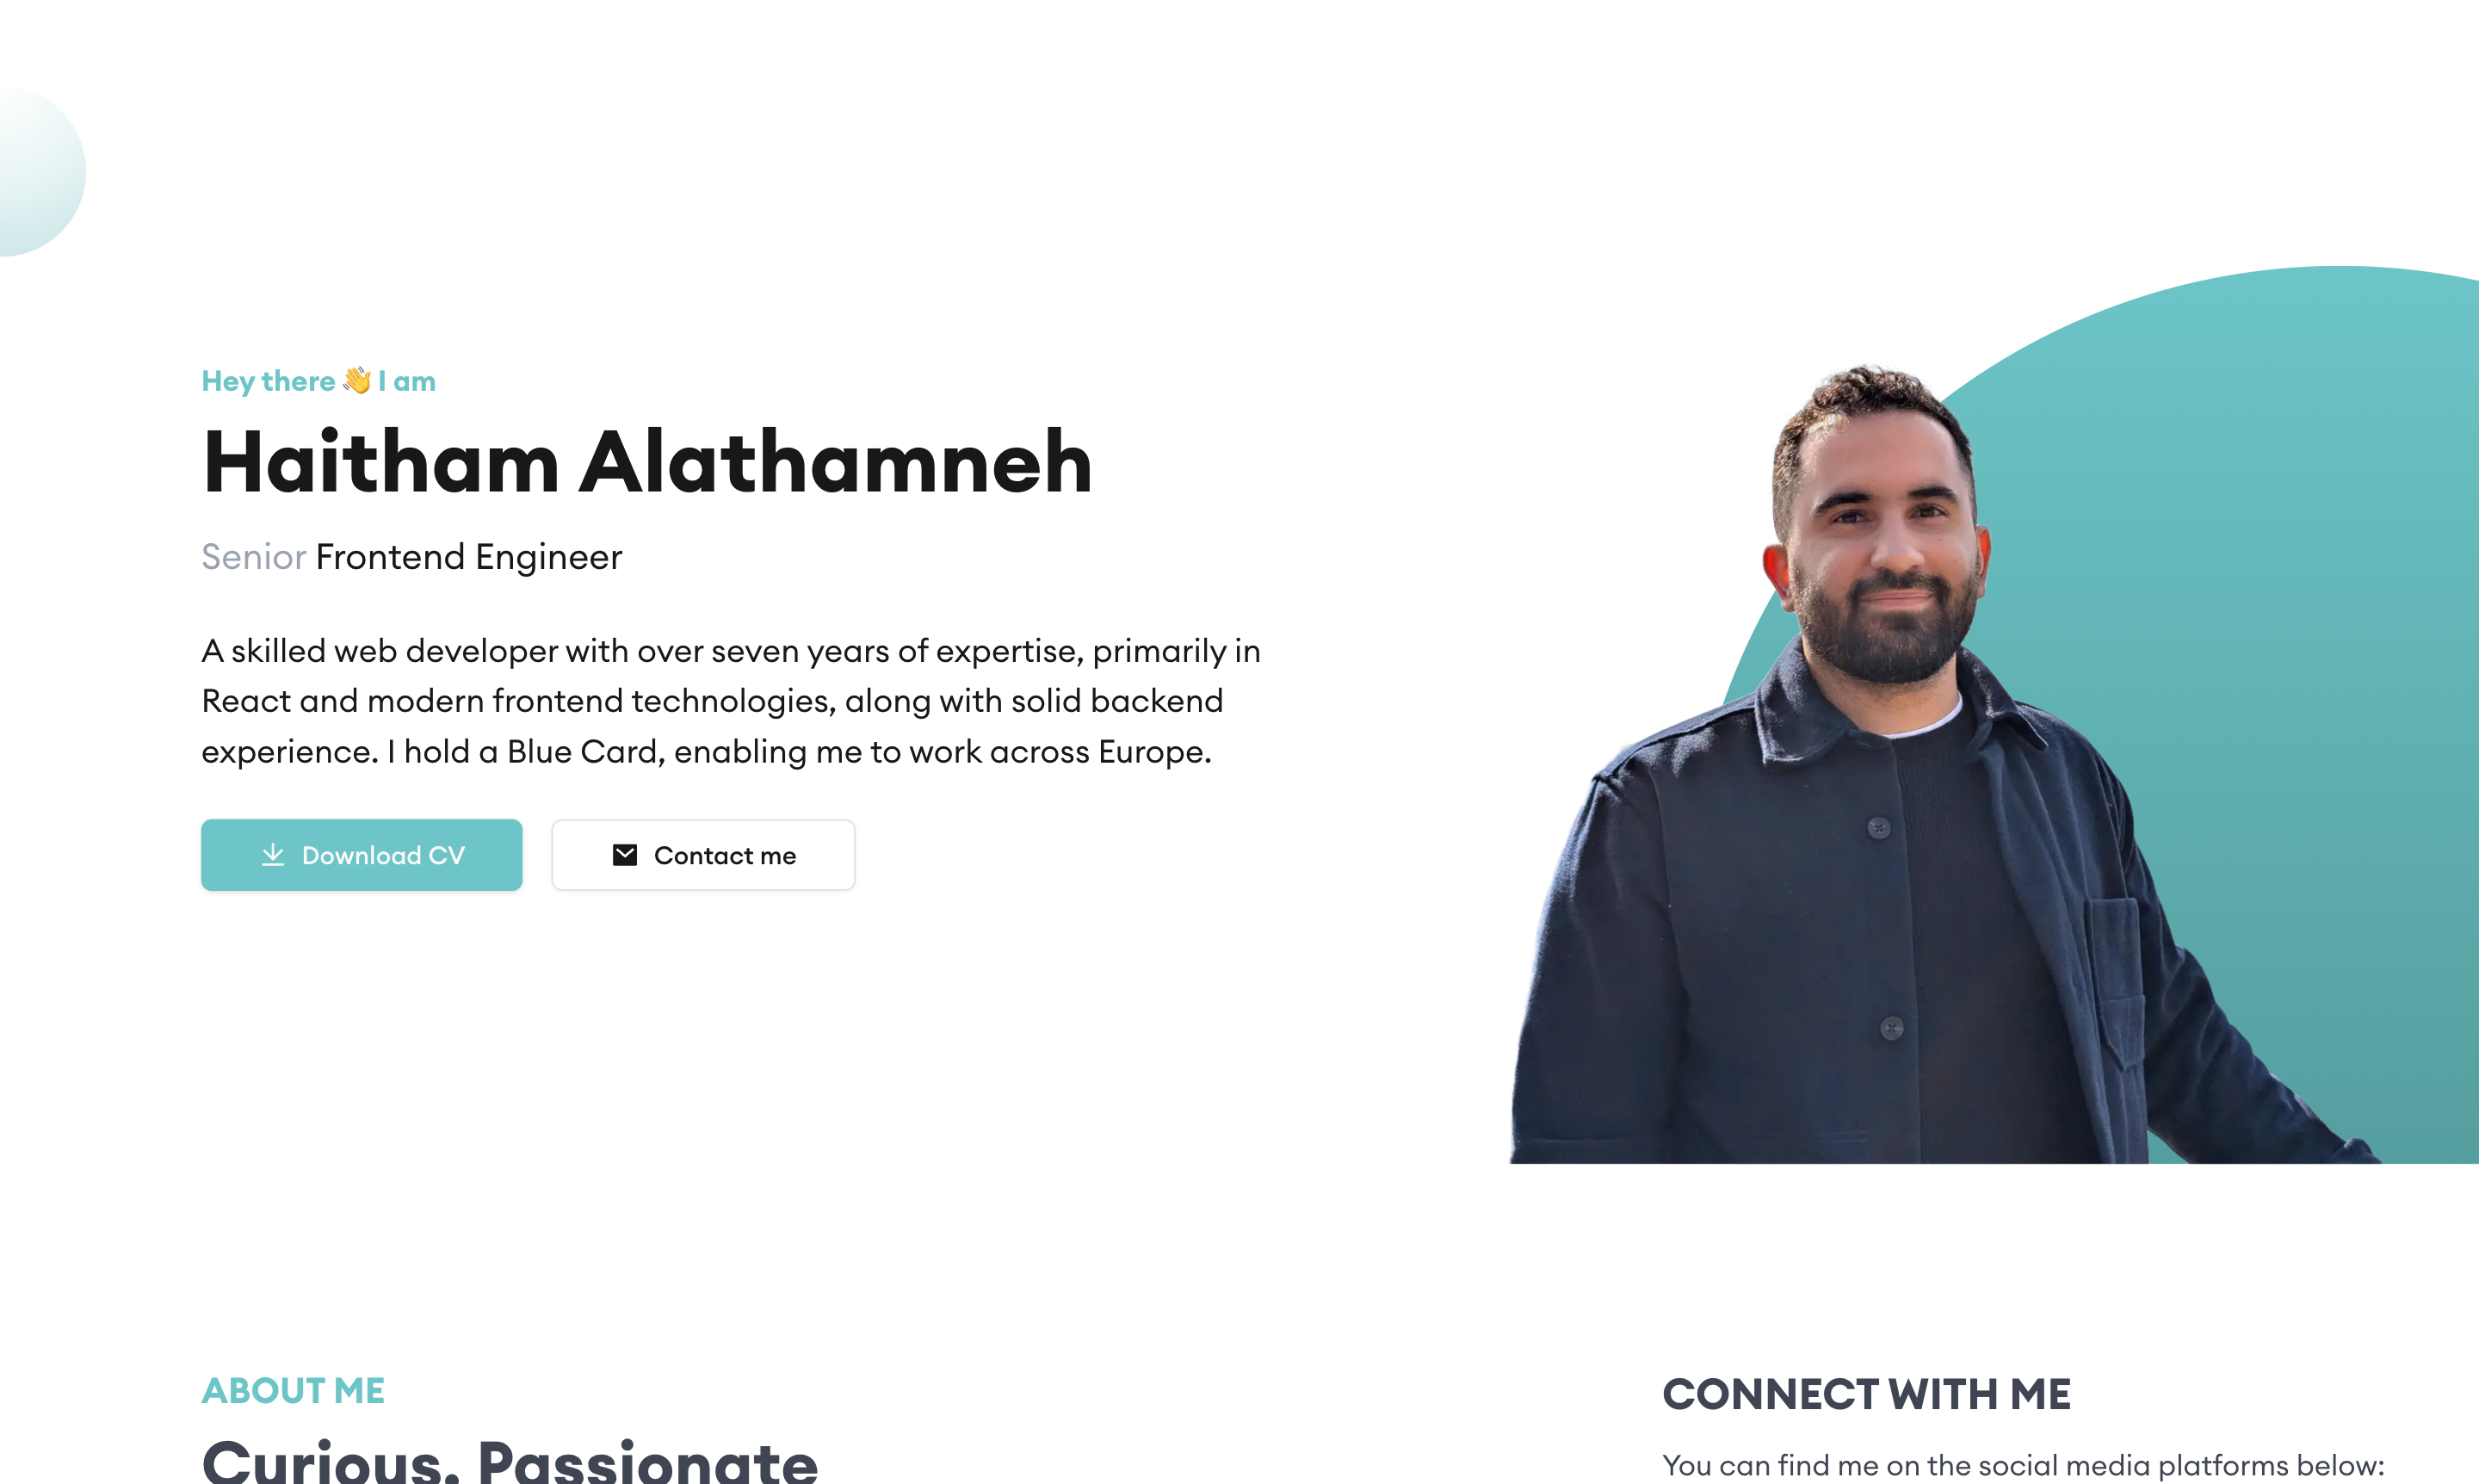 Hey there 👋 I am
Haitham Alathamneh
Senior Frontend Engineer
A skilled web developer with over seven years of expertise, primarily in
React and modern frontend technologies, along with solid backend
experience. I hold a Blue Card, enabling me to work across Europe.
Download CV
Contact me
ABOUT ME
Curious. Passionate
CONNECT WITH ME
You can find me on the social media platforms below: